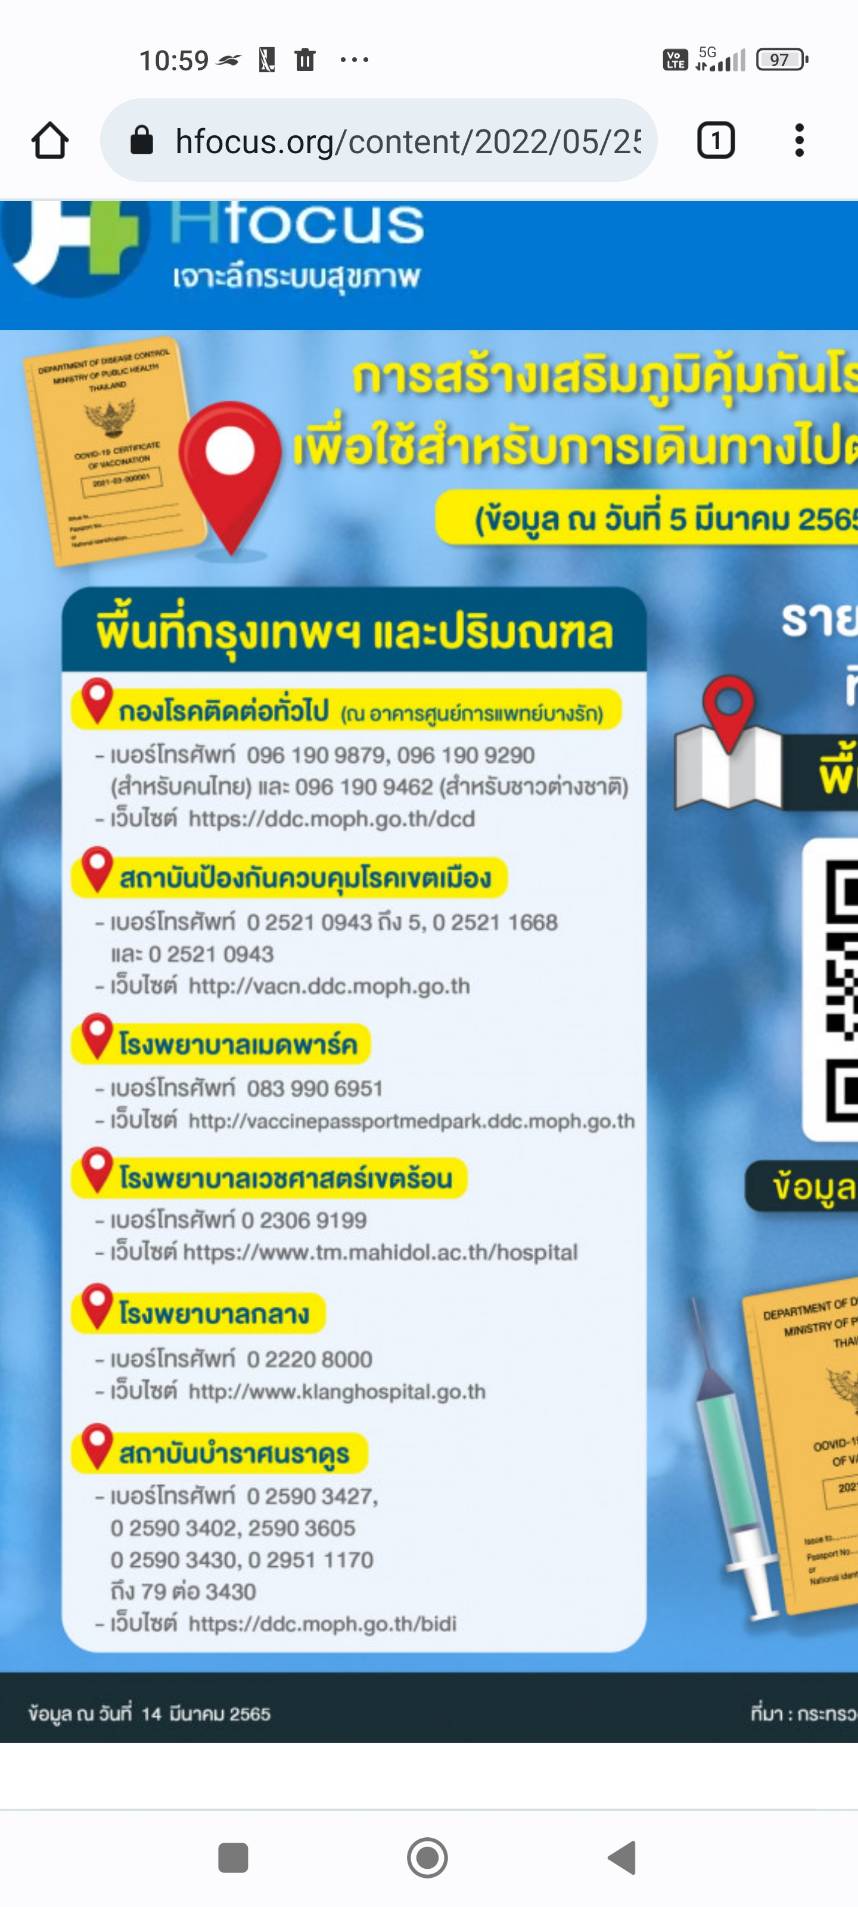 10:59
Vo LTE 5G 97
hfocus.org/content/2022/05/25
1
Hfocus
เจาะลึกระบบสุขภาพ
DEPARTMENT OF DISEASE CONTROL
MINISTRY OF PUBLIC HEALTH
THAILAND
COVID-19 CERTIFICATE
OF VACCINATION
2021-03-000001
การสร้างเสริมภูมิคุ้มกันโร
เพื่อใช้สำหรับการเดินทางไปต
(ข้อมูล ณ วันที่ 5 มีนาคม 2565
พื้นที่กรุงเทพฯ และปริมณฑล
ราย
กองโรคติดต่อทั่วไป (ณ อาคารศูนย์การแพทย์บางรัก)
- เบอร์โทรศัพท์ 096 190 9879, 096 190 9290
(สำหรับคนไทย) และ 096 190 9462 (สำหรับชาวต่างชาติ)
- เว็บไซต์ https://ddc.moph.go.th/dcd
พื้
สถาบันป้องกันควบคุมโรคเขตเมือง
- เบอร์โทรศัพท์ 0 2521 0943 ถึง 5, 0 2521 1668
และ 0 2521 0943
- เว็บไซต์ http://vacn.ddc.moph.go.th
โรงพยาบาลเมดพาร์ค
- เบอร์โทรศัพท์ 083 990 6951
- เว็บไซต์ http://vaccinepassportmedpark.ddc.moph.go.th
โรงพยาบาลเวชศาสตร์เขตร้อน
- เบอร์โทรศัพท์ 0 2306 9199
- เว็บไซต์ https://www.tm.mahidol.ac.th/hospital
ข้อมูล
โรงพยาบาลกลาง
- เบอร์โทรศัพท์ 0 2220 8000
- เว็บไซต์ http://www.klanghospital.go.th
สถาบันบำราศนราดูร
- เบอร์โทรศัพท์ 0 2590 3427,
0 2590 3402, 2590 3605
0 2590 3430, 0 2951 1170
ถึง 79 ต่อ 3430
- เว็บไซต์ https://ddc.moph.go.th/bidi
DEPARTMENT OF D
MINISTRY OF P
THAI
COVID-19
OF VA
202
Issue to
Passport No.
or
National iden
ข้อมูล ณ วันที่ 14 มีนาคม 2565
ที่มา : กระทรว